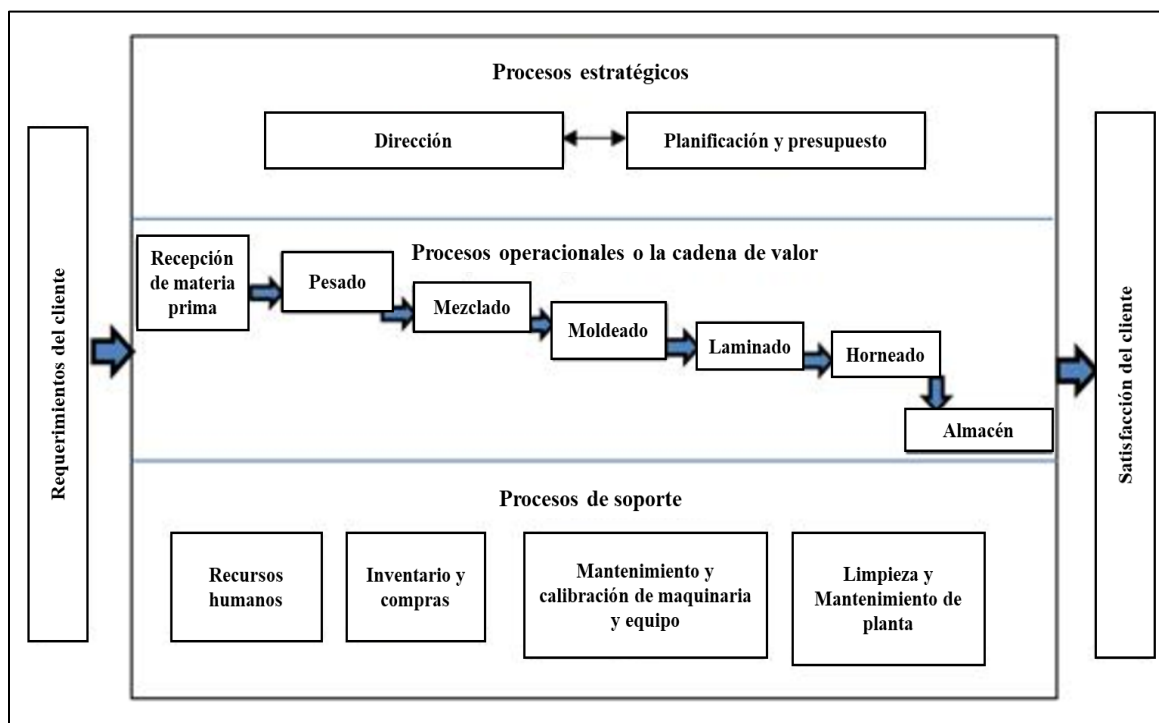 Requerimientos del cliente
Procesos estratégicos
Dirección
Planificación y presupuesto
Procesos operacionales o la cadena de valor
Recepción
de materia
prima
Pesado
Mezclado
Moldeado
Laminado
Horneado
Almacén
Procesos de soporte
Recursos
humanos
Inventario y
compras
Mantenimiento y
calibración de maquinaria
y equipo
Limpieza y
Mantenimiento de
planta
Satisfacción del cliente